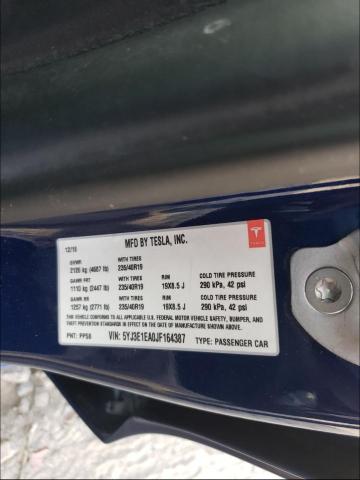 12/18 MFD BY TESLA, INC. TESLA
GVWR WITH TIRES
2126 kg (4687 lb) 235/40R19
GAWR FRT WITH TIRES RIM COLD TIRE PRESSURE
1110 kg (2447 lb) 235/40R19 19X8.5 J 290 kPa, 42 psi
GAWR RR WITH TIRES RIM COLD TIRE PRESSURE
1257 kg (2771 lb) 235/40R19 19X8.5 J 290 kPa, 42 psi
THIS VEHICLE CONFORMS TO ALL APPLICABLE U.S. FEDERAL MOTOR VEHICLE SAFETY, BUMPER, AND
THEFT PREVENTION STANDARDS IN EFFECT ON THE DATE OF MANUFACTURE SHOWN ABOVE.
PNT: PPSB VIN: 5YJ3E1EA0JF164387 TYPE: PASSENGER CAR